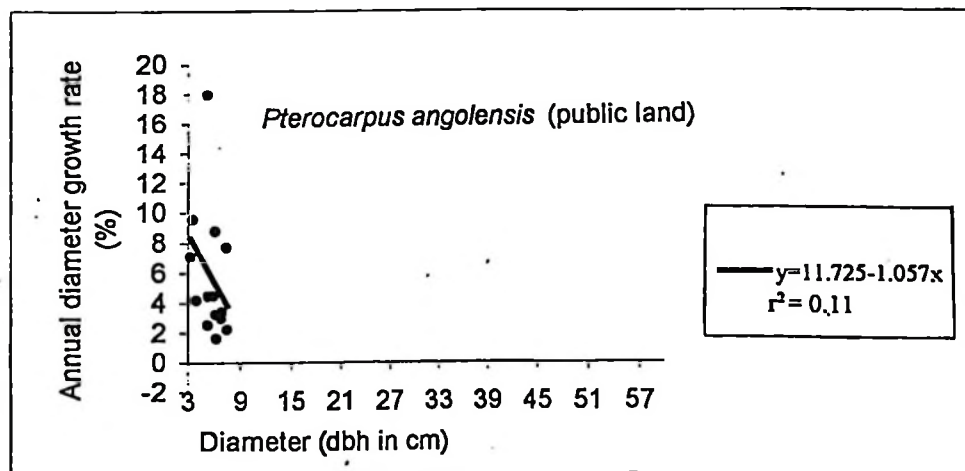 Pterocarpus angolensis (public land)
Annual diameter growth rate
(%)
20
18
16
14
12
10
8
6
4
2
0
-2
3 9 15 21 27 33 39 45 51 57
Diameter (dbh in cm)
y=11.725-1.057x
r²= 0.11